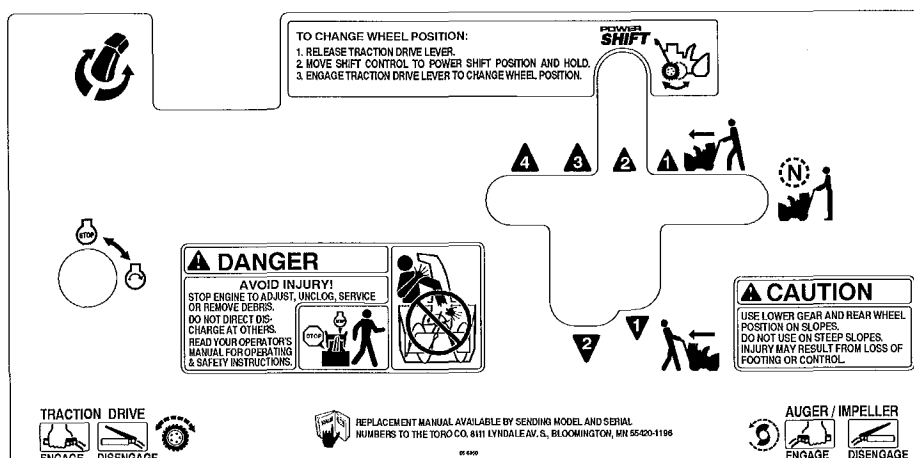 TO CHANGE WHEEL POSITION:
1. RELEASE TRACTION DRIVE LEVER.
2. MOVE SHIFT CONTROL TO POWER SHIFT POSITION AND HOLD.
3. ENGAGE TRACTION DRIVE LEVER TO CHANGE WHEEL POSITION.
POWER
SHIFT
4 3 2 1
N
STOP
DANGER
AVOID INJURY!
STOP ENGINE TO ADJUST, UNCLOG, SERVICE
OR REMOVE DEBRIS.
DO NOT DIRECT DIS-
CHARGE AT OTHERS.
READ YOUR OPERATOR'S
MANUAL FOR OPERATING
& SAFETY INSTRUCTIONS.
STOP
2 1
CAUTION
USE LOWER GEAR AND REAR WHEEL
POSITION ON SLOPES.
DO NOT USE ON STEEP SLOPES.
INJURY MAY RESULT FROM LOSS OF
FOOTING OR CONTROL.
TRACTION DRIVE
ENGAGE DISENGAGE
REPLACEMENT MANUAL AVAILABLE BY SENDING MODEL AND SERIAL
NUMBERS TO THE TORO CO. 8111 LYNDALE AV. S., BLOOMINGTON, MN 55420-1196
AUGER / IMPELLER
ENGAGE DISENGAGE